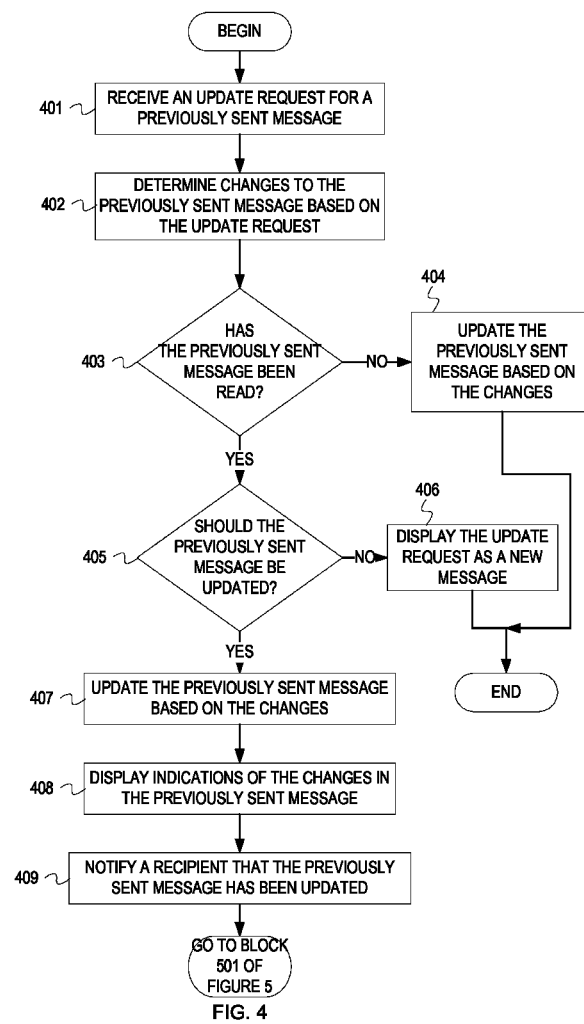 BEGIN
401
RECEIVE AN UPDATE REQUEST FOR A
PREVIOUSLY SENT MESSAGE
402
DETERMINE CHANGES TO THE
PREVIOUSLY SENT MESSAGE BASED ON
THE UPDATE REQUEST
403
HAS
THE PREVIOUSLY SENT
MESSAGE BEEN
READ?
NO
404
UPDATE THE
PREVIOUSLY SENT
MESSAGE BASED ON
THE CHANGES
YES
405
SHOULD THE
PREVIOUSLY SENT
MESSAGE BE
UPDATED?
NO
406
DISPLAY THE UPDATE
REQUEST AS A NEW
MESSAGE
END
YES
407
UPDATE THE PREVIOUSLY SENT MESSAGE
BASED ON THE CHANGES
408
DISPLAY INDICATIONS OF THE CHANGES IN
THE PREVIOUSLY SENT MESSAGE
409
NOTIFY A RECIPIENT THAT THE PREVIOUSLY
SENT MESSAGE HAS BEEN UPDATED
GO TO BLOCK
501 OF
FIGURE 5
FIG. 4